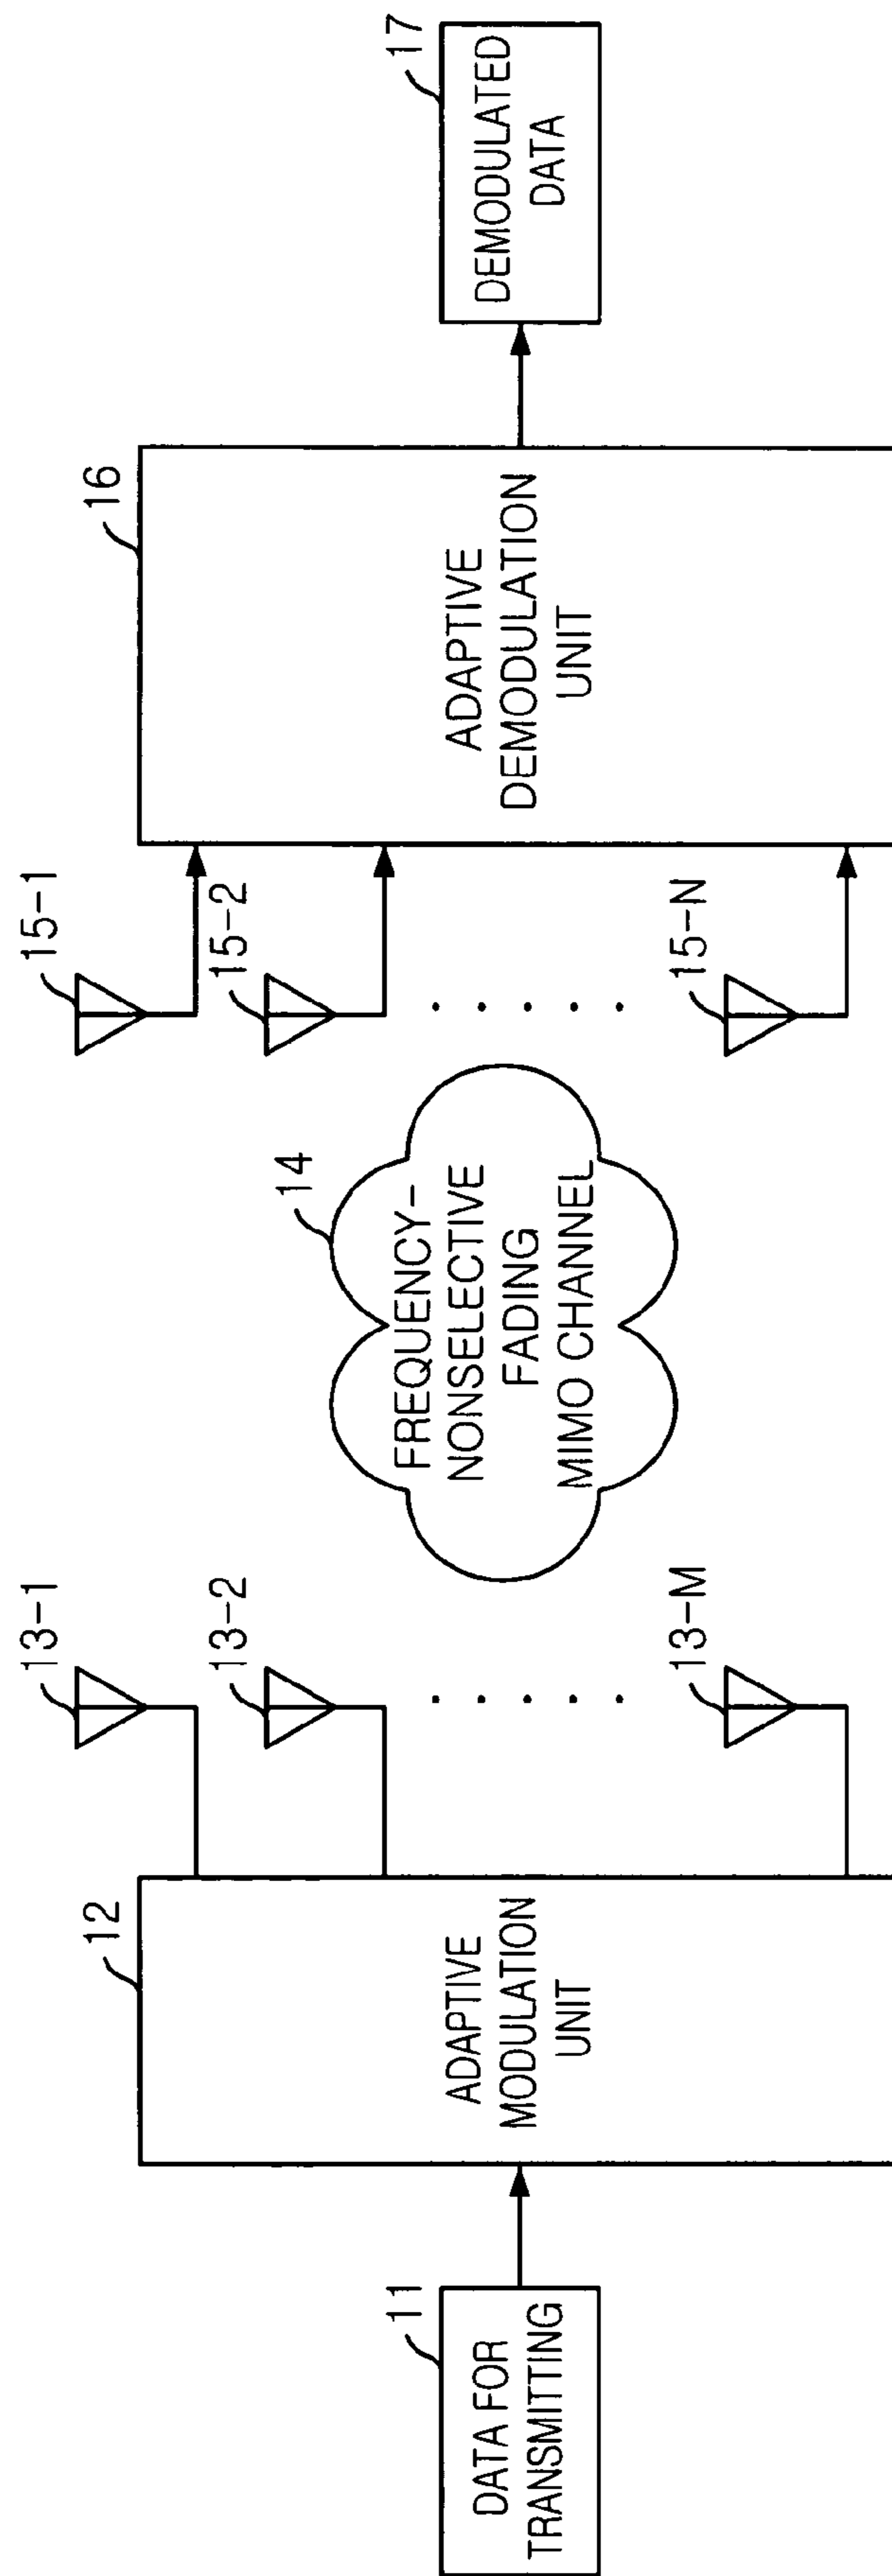 11
DATA FOR
TRANSMITTING
12
ADAPTIVE
MODULATION
UNIT
13-1
13-2
13-M
14
FREQUENCY-
NONSELECTIVE
FADING
MIMO CHANNEL
15-1
15-2
15-N
16
ADAPTIVE
DEMODULATION
UNIT
17
DEMODULATED
DATA